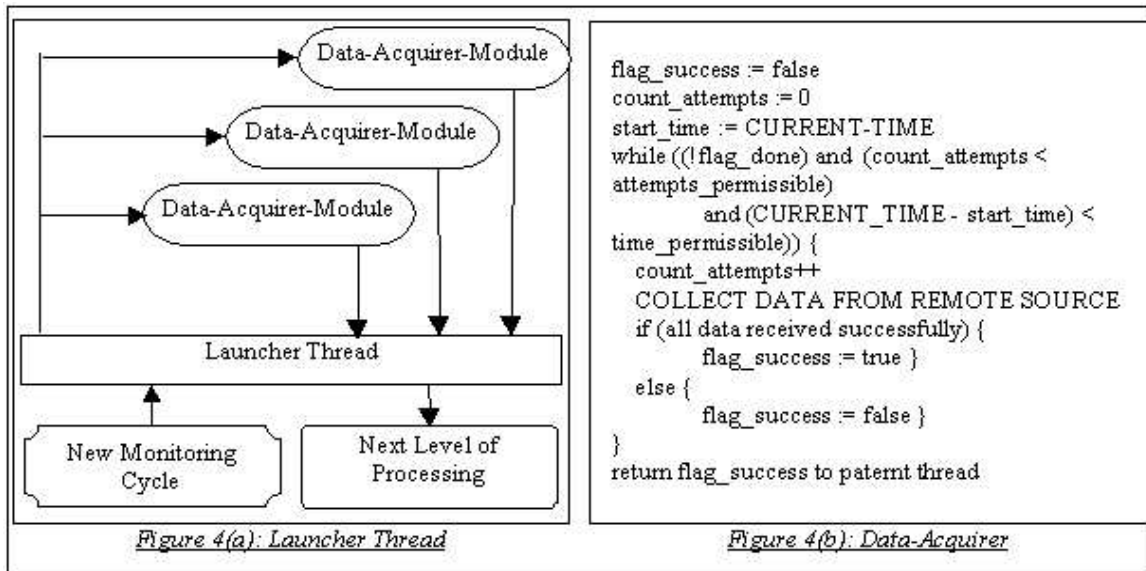 Data-Acquirer-Module
Data-Acquirer-Module
Data-Acquirer-Module
Launcher Thread
New Monitoring
Cycle
Next Level of
Processing
Figure 4(a): Launcher Thread
flag_success := false
count_attempts := 0
start_time := CURRENT-TIME
while ((!flag_done) and (count_attempts <
attempts_permissible)
and (CURRENT_TIME - start_time) <
time_permissible)) {
count_attempts++
COLLECT DATA FROM REMOTE SOURCE
if (all data received successfully) {
flag_success := true }
else {
flag_success := false }
}
return flag_success to paternt thread
Figure 4(b): Data-Acquirer